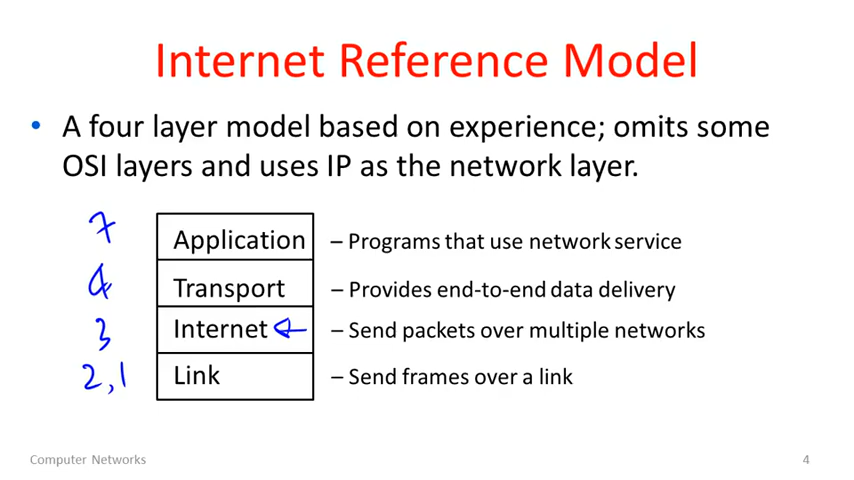 Internet Reference Model
• A four layer model based on experience; omits some
OSI layers and uses IP as the network layer.
7 Application – Programs that use network service
4 Transport – Provides end-to-end data delivery
3 Internet ← – Send packets over multiple networks
2,1 Link – Send frames over a link
Computer Networks 4